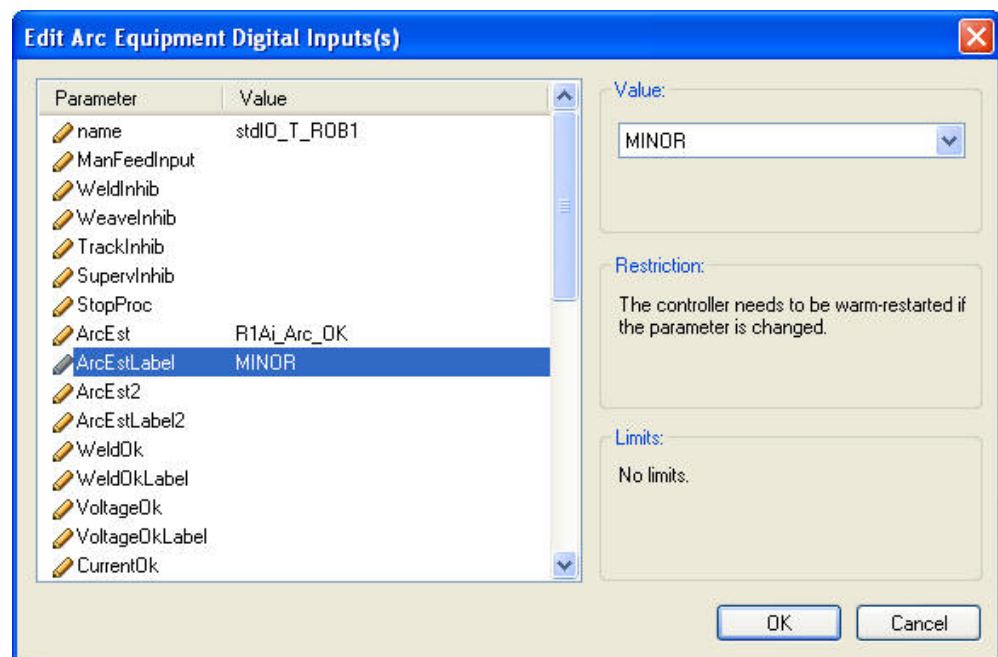 Edit Arc Equipment Digital Inputs(s)
Parameter Value
name stdIO_T_ROB1
ManFeedInput
WeldInhib
WeaveInhib
TrackInhib
SupervInhib
StopProc
ArcEst R1Ai_Arc_OK
ArcEstLabel MINOR
ArcEst2
ArcEstLabel2
WeldOk
WeldOkLabel
VoltageOk
VoltageOkLabel
CurrentOk
Value:
MINOR
Restriction:
The controller needs to be warm-restarted if
the parameter is changed.
Limits:
No limits.
OK Cancel